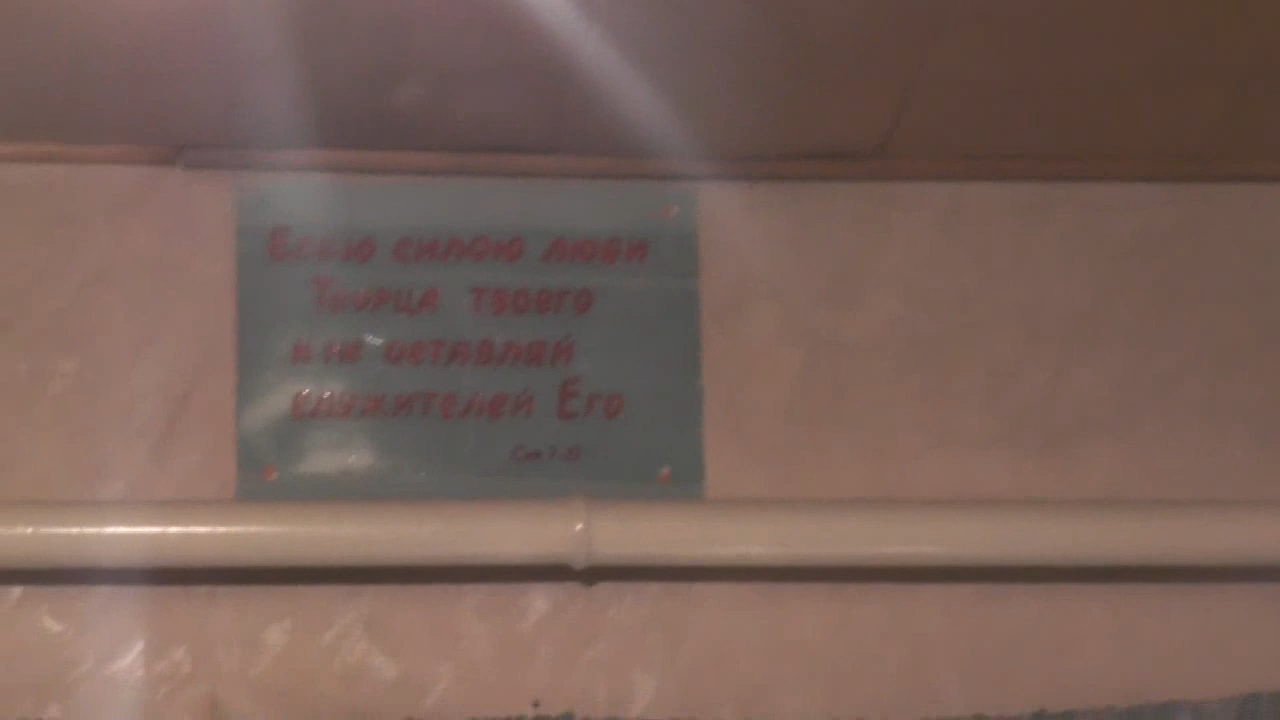 Всею силою люби
Творца твоего
и не оставляй
служителей Его